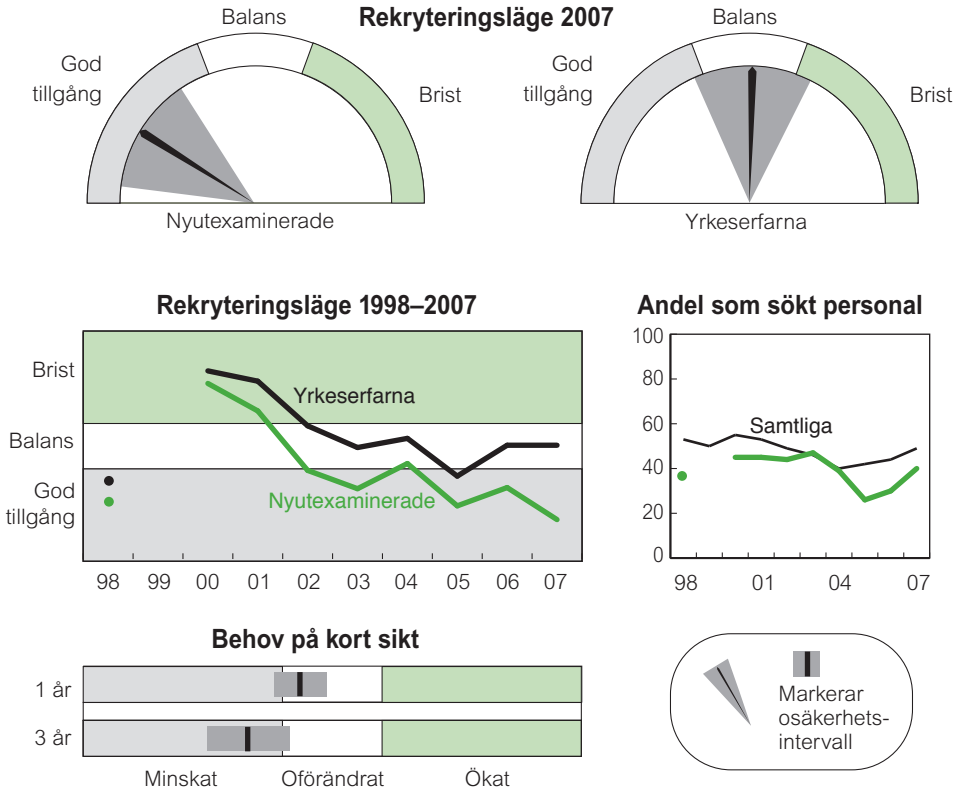 Rekryteringsläge 2007
Balans
God
tillgång
Brist
Nyutexaminerade
Balans
God
tillgång
Brist
Yrkeserfarna
Rekryteringsläge 1998–2007
Brist
Balans
God
tillgång
Yrkeserfarna
Nyutexaminerade
98 99 00 01 02 03 04 05 06 07
Andel som sökt personal
100
80
60
40
20
0
Samtliga
98 01 04 07
Behov på kort sikt
1 år
3 år
Minskat Oförändrat Ökat
Markerar
osäkerhets-
intervall